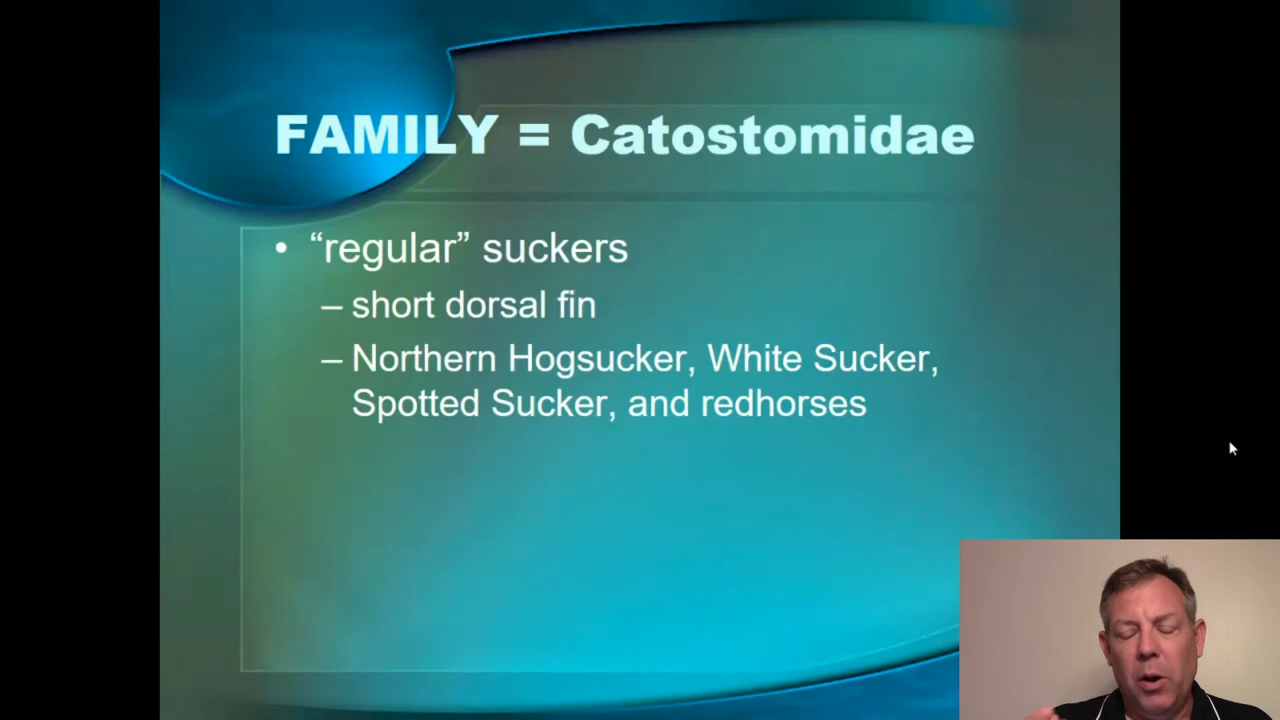 FAMILY = Catostomidae
• “regular” suckers
– short dorsal fin
– Northern Hogsucker, White Sucker,
Spotted Sucker, and redhorses